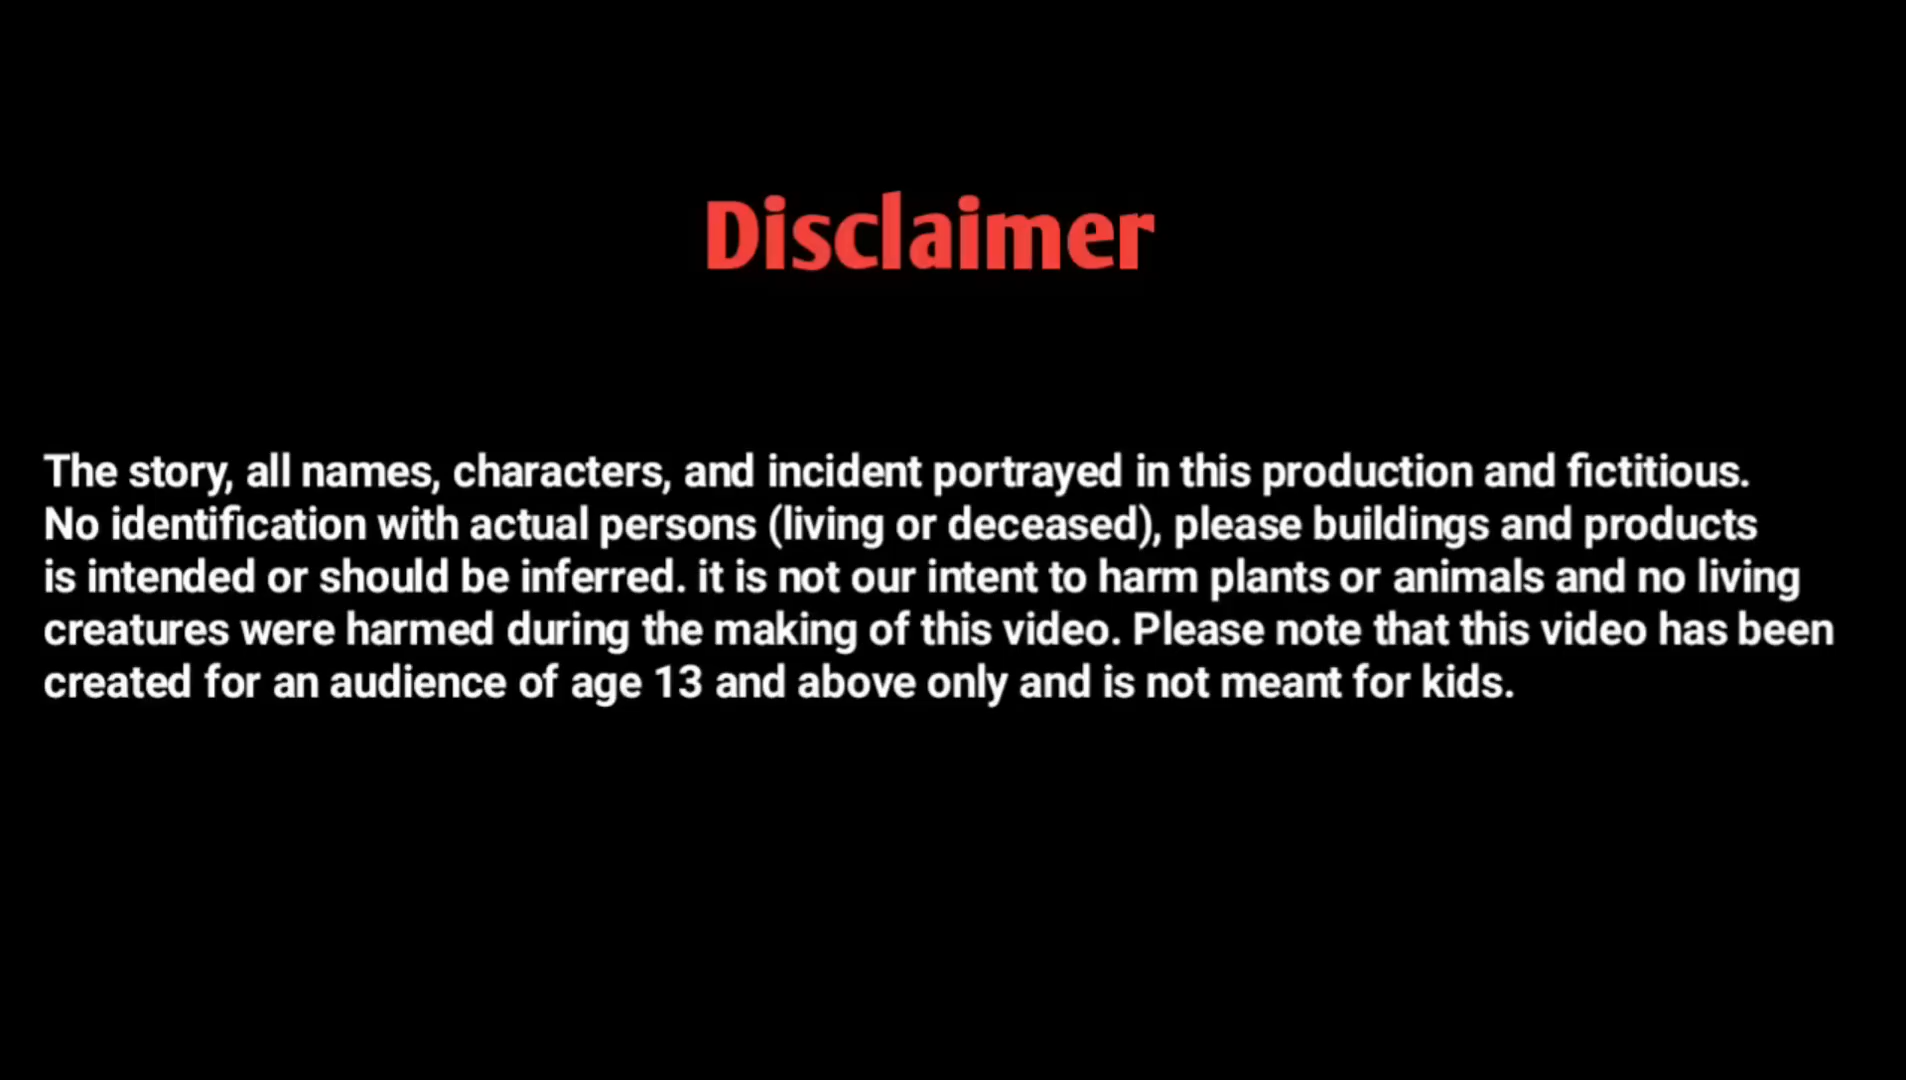 Disclaimer
The story, all names, characters, and incident portrayed in this production and fictitious.
No identification with actual persons (living or deceased), please buildings and products
is intended or should be inferred. it is not our intent to harm plants or animals and no living
creatures were harmed during the making of this video. Please note that this video has been
created for an audience of age 13 and above only and is not meant for kids.